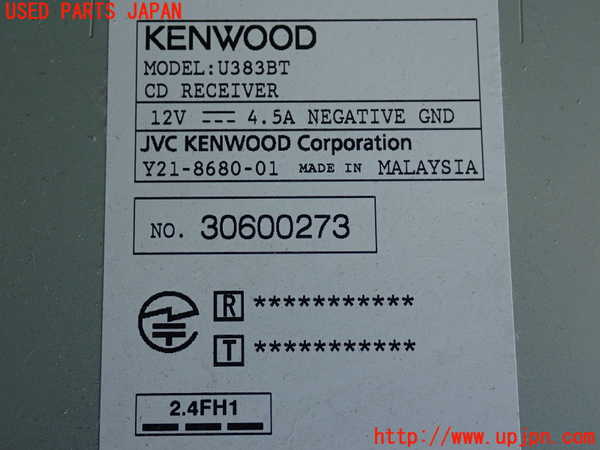 USED PARTS JAPAN
KENWOOD
MODEL:U383BT
CD RECEIVER
12V ⎓ 4.5A NEGATIVE GND
JVC KENWOOD Corporation
Y21-8680-01 MADE IN MALAYSIA
NO. 30600273
R ***********
T ***********
2.4FH1
http://www.upjpn.com/